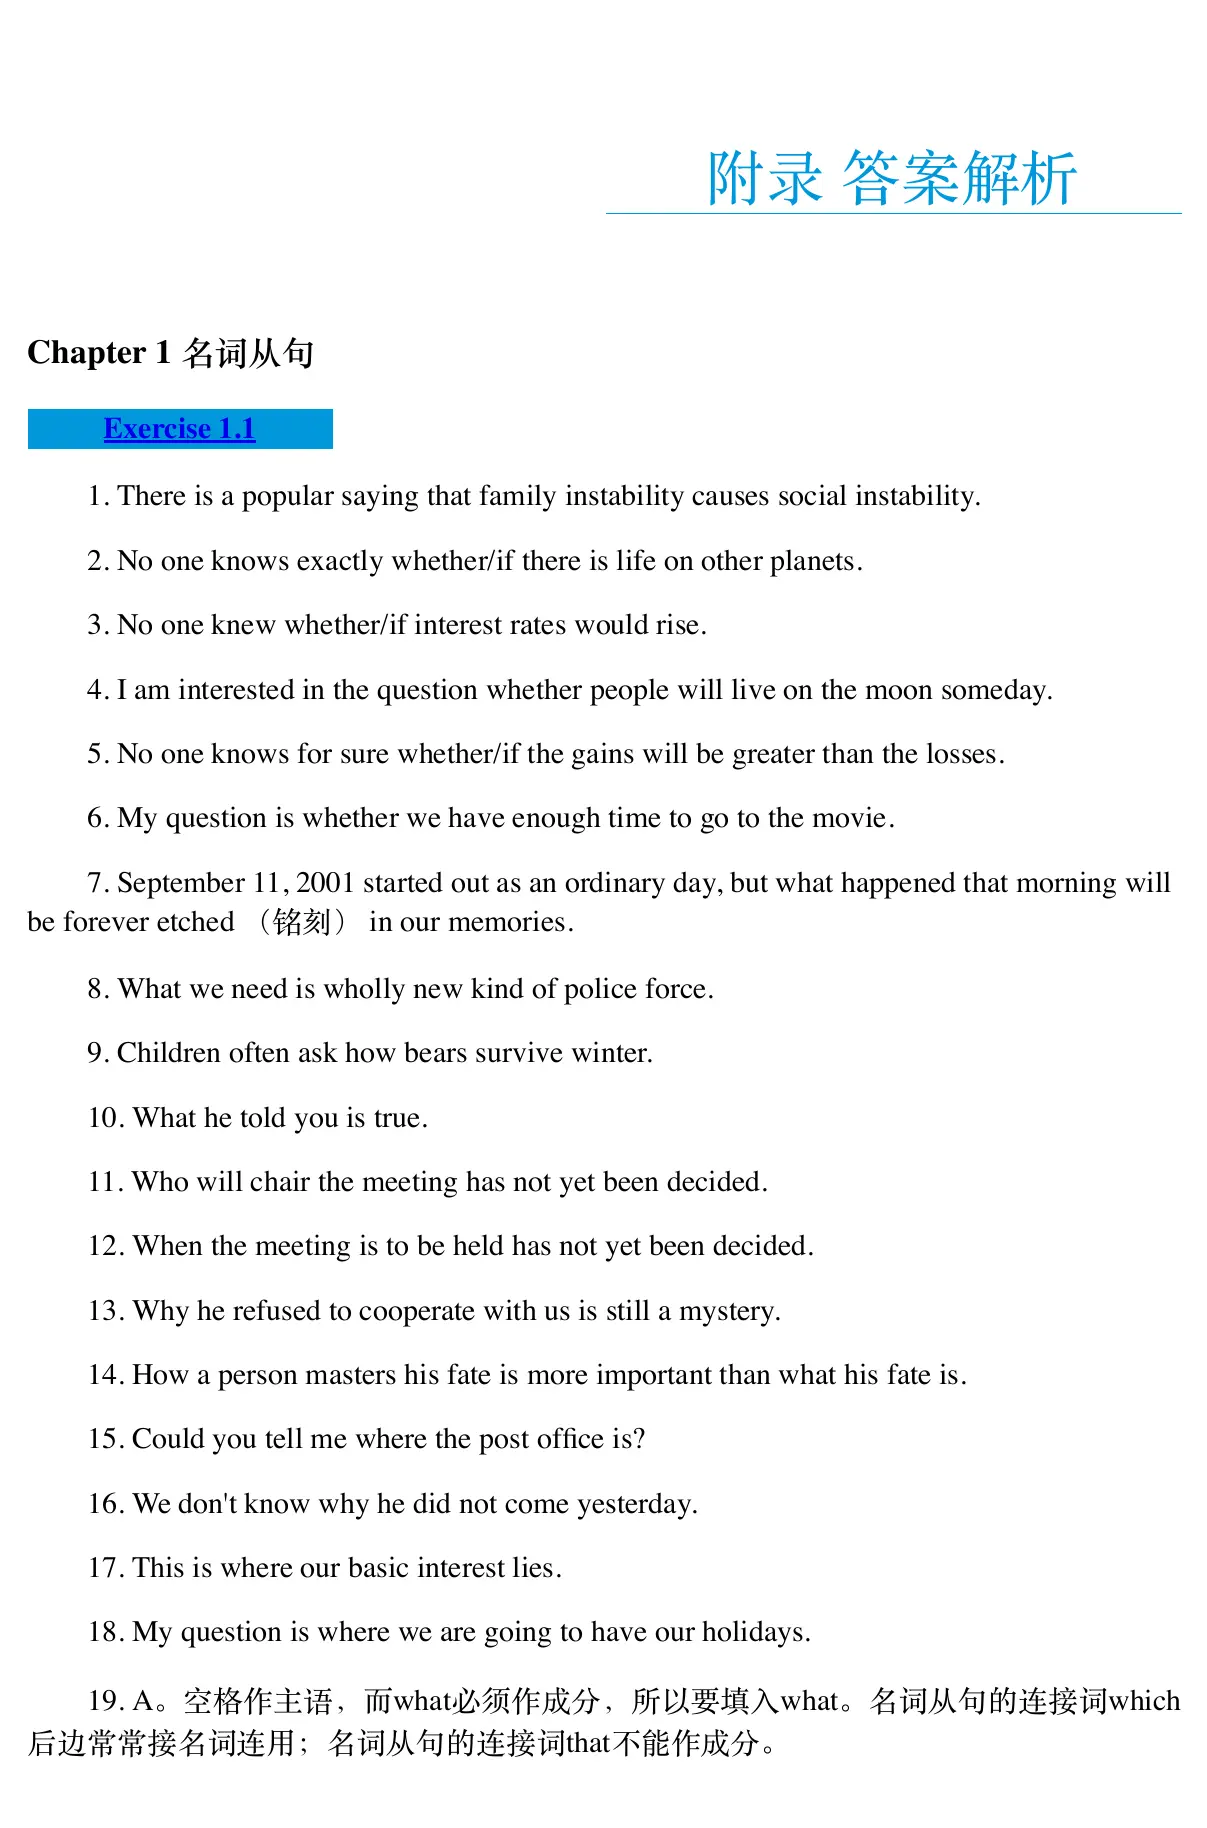 附录 答案解析
Chapter 1 名词从句
Exercise 1.1
1. There is a popular saying that family instability causes social instability.
2. No one knows exactly whether/if there is life on other planets.
3. No one knew whether/if interest rates would rise.
4. I am interested in the question whether people will live on the moon someday.
5. No one knows for sure whether/if the gains will be greater than the losses.
6. My question is whether we have enough time to go to the movie.
7. September 11, 2001 started out as an ordinary day, but what happened that morning will
be forever etched （铭刻） in our memories.
8. What we need is wholly new kind of police force.
9. Children often ask how bears survive winter.
10. What he told you is true.
11. Who will chair the meeting has not yet been decided.
12. When the meeting is to be held has not yet been decided.
13. Why he refused to cooperate with us is still a mystery.
14. How a person masters his fate is more important than what his fate is.
15. Could you tell me where the post office is?
16. We don't know why he did not come yesterday.
17. This is where our basic interest lies.
18. My question is where we are going to have our holidays.
19. A。空格作主语，而what必须作成分，所以要填入what。名词从句的连接词which
后边常常接名词连用；名词从句的连接词that不能作成分。